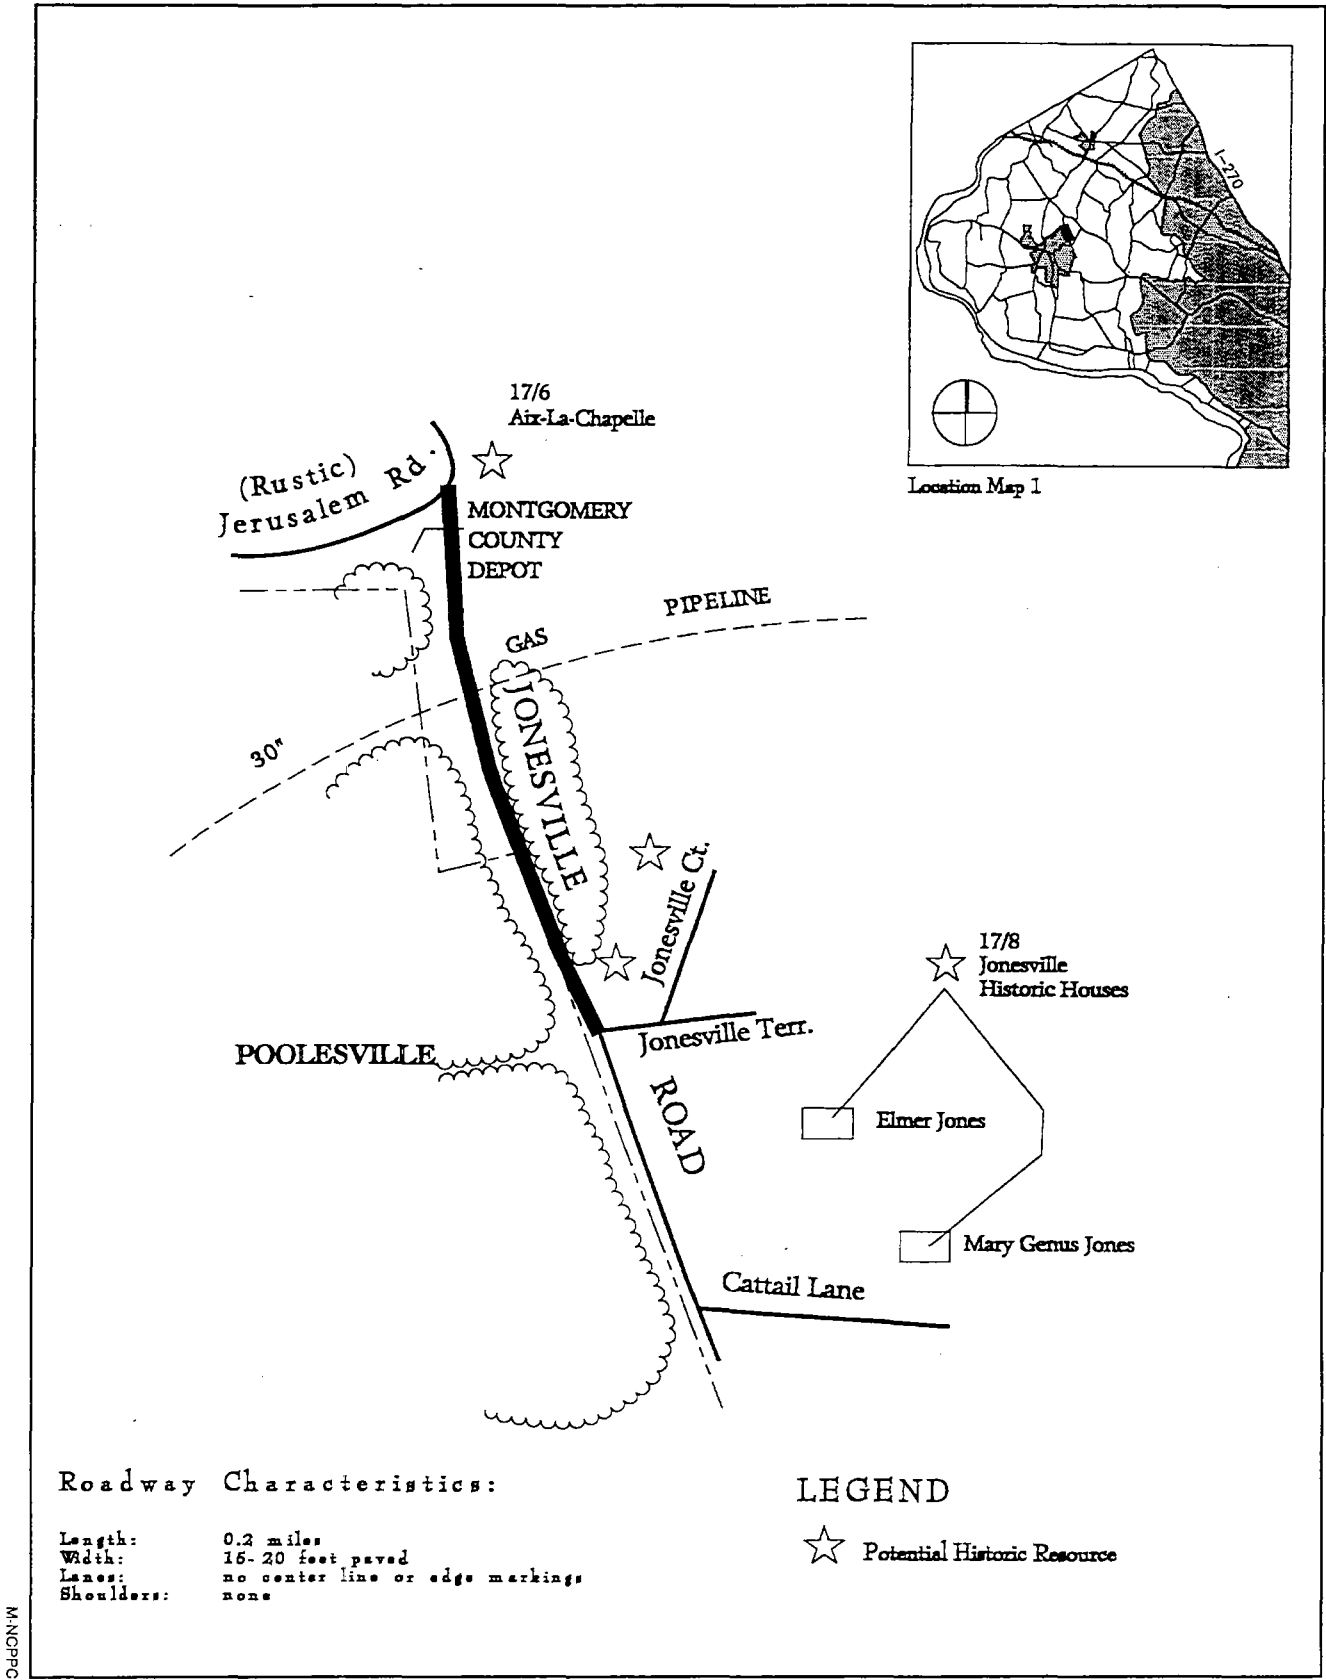 I-270
Location Map 1
17/6
Aix-La-Chapelle
(Rustic)
Jerusalem Rd.
MONTGOMERY
COUNTY
DEPOT
PIPELINE
GAS
30"
JONESVILLE
Jonesville Ct.
17/8
Jonesville
Historic Houses
Jonesville Terr.
POOLESVILLE
ROAD
Elmer Jones
Mary Genus Jones
Cattail Lane
Roadway Characteristics:
Length: 0.2 miles
Width: 16-20 feet paved
Lanes: no center line or edge markings
Shoulders: none
LEGEND
Potential Historic Resource
M-NCPPC